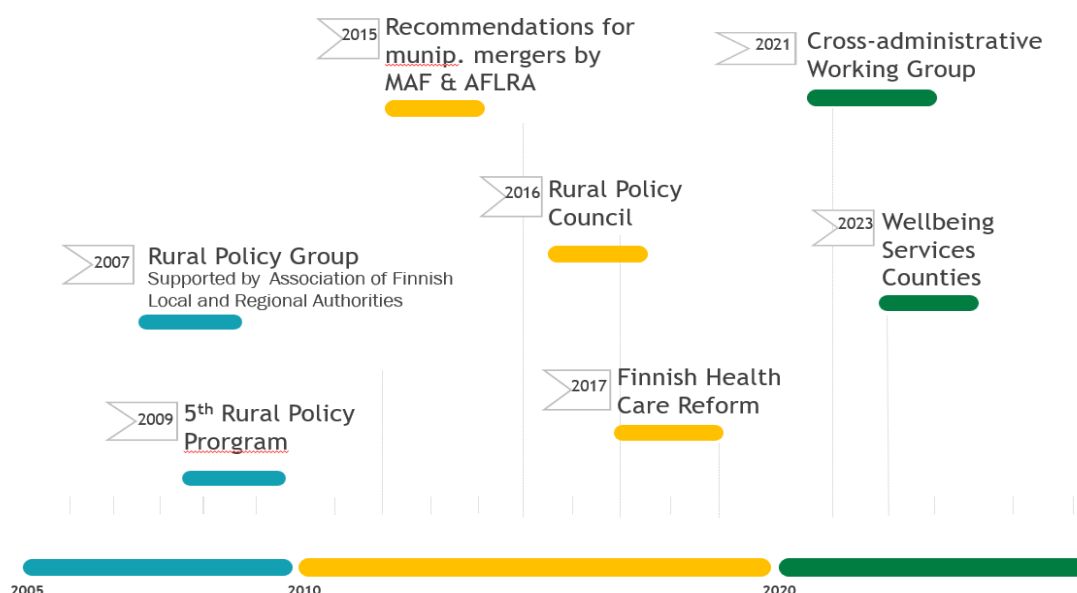 2015
Recommendations for
munip. mergers by
MAF & AFLRA
2021
Cross-administrative
Working Group
2016
Rural Policy
Council
2023
Wellbeing
Services
Counties
2007
Rural Policy Group
Supported by Association of Finnish
Local and Regional Authorities
2017
Finnish Health
Care Reform
2009
5th Rural Policy
Prorgram
2005
2010
2020